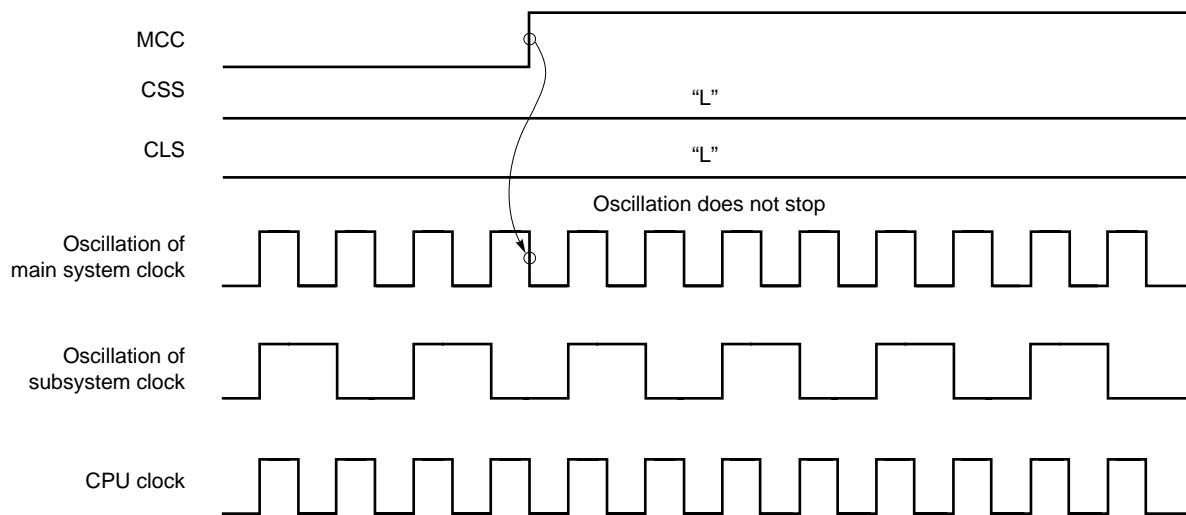 MCC
CSS
“L”
CLS
“L”
Oscillation does not stop
Oscillation of
main system clock
Oscillation of
subsystem clock
CPU clock